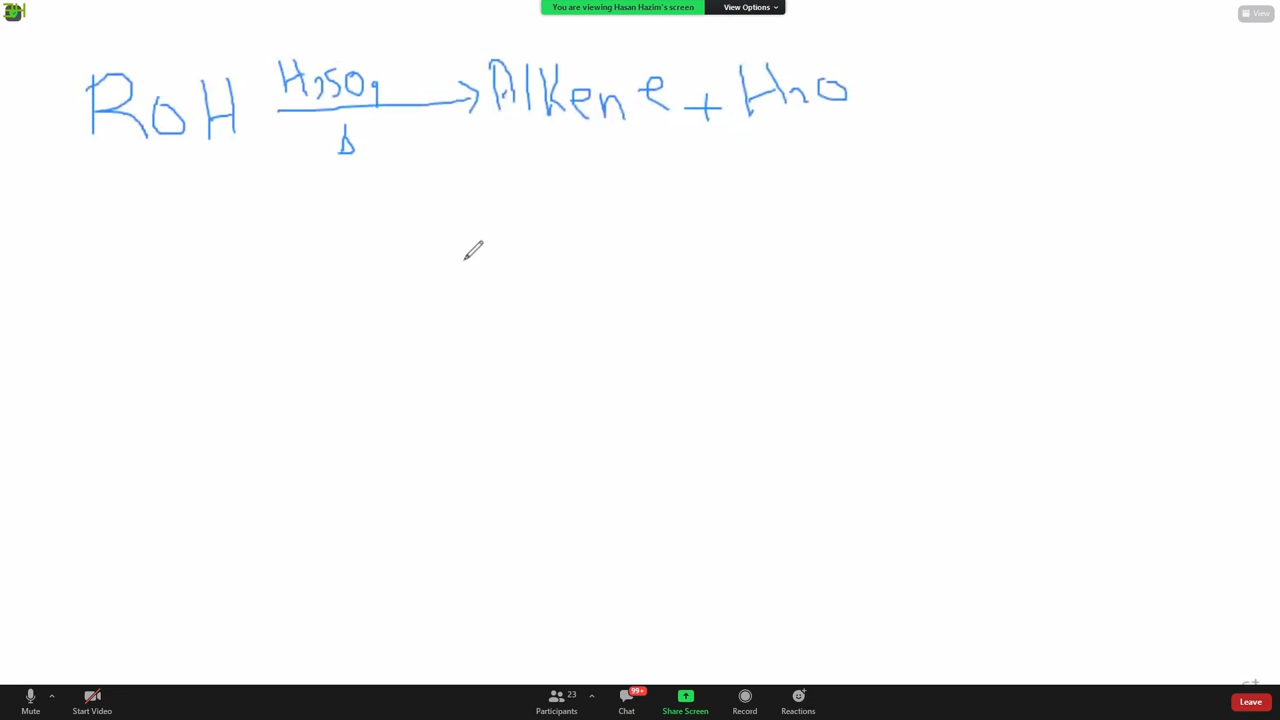 You are viewing Hasan Hazim's screen
View Options
View
ROH H2SO4 → Alkene + H2O
Δ
Mute
Start Video
Participants
23
Chat
99+
Share Screen
Record
Reactions
Leave